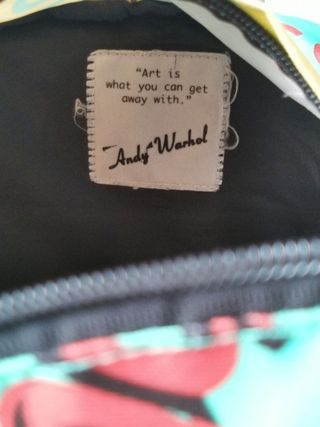 "Art is
what you can get
away with."
Andy Warhol